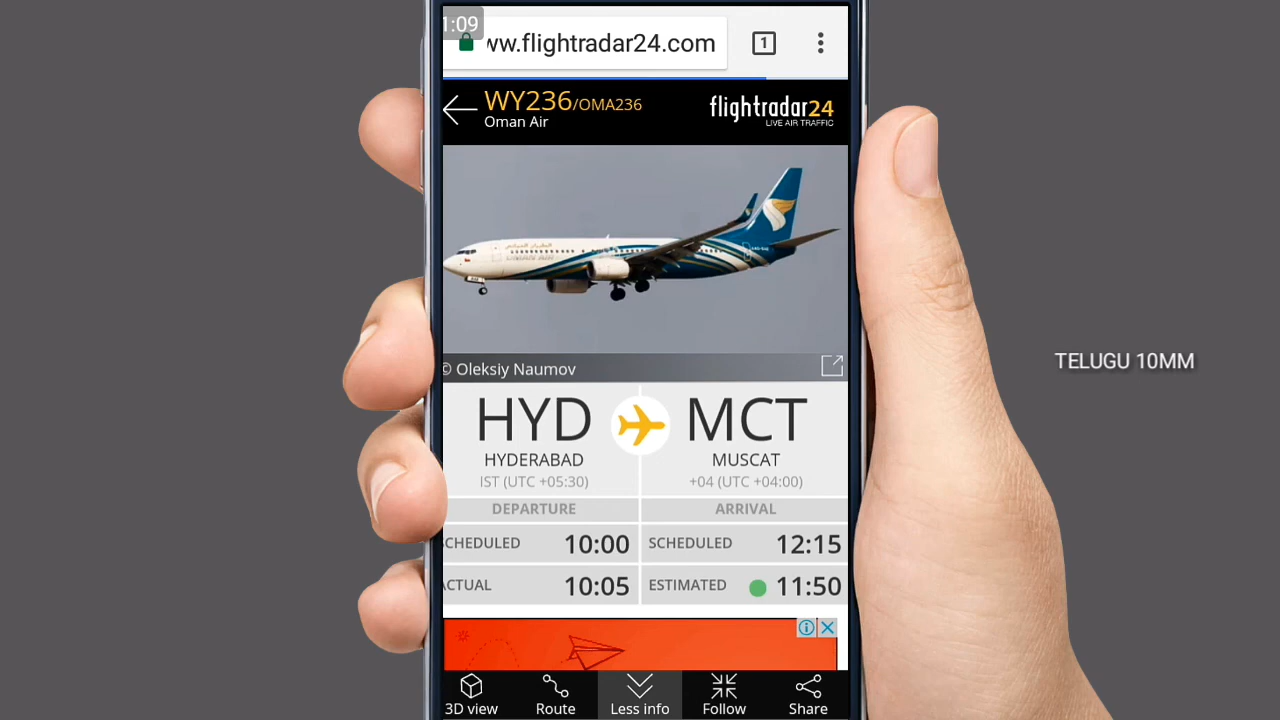 1:09
ww.flightradar24.com
1
WY236/OMA236
Oman Air
flightradar24
LIVE AIR TRAFFIC
© Oleksiy Naumov
HYD
MCT
HYDERABAD
MUSCAT
IST (UTC +05:30)
+04 (UTC +04:00)
DEPARTURE
ARRIVAL
SCHEDULED 10:00
SCHEDULED 12:15
ACTUAL 10:05
ESTIMATED 11:50
3D view
Route
Less info
Follow
Share
TELUGU 10MM